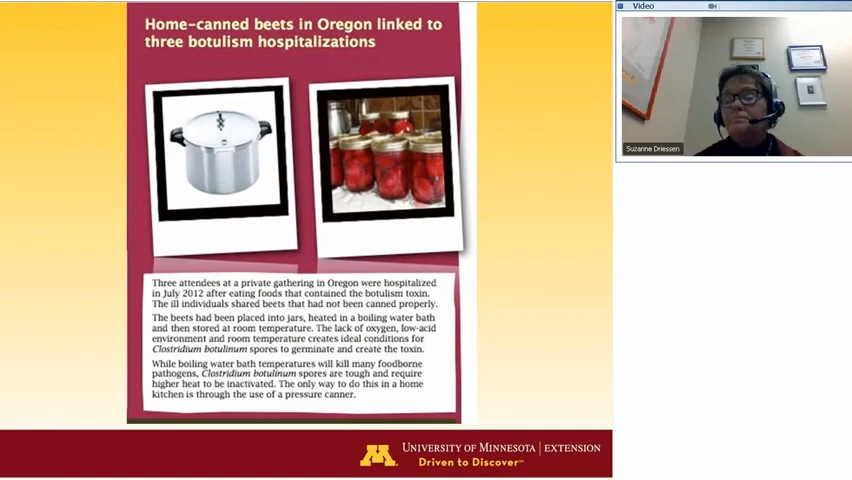 Home-canned beets in Oregon linked to
three botulism hospitalizations
Three attendees at a private gathering in Oregon were hospitalized
in July 2012 after eating foods that contained the botulism toxin.
The ill individuals shared beets that had not been canned properly.
The beets had been placed into jars, heated in a boiling water bath
and then stored at room temperature. The lack of oxygen, low-acid
environment and room temperature creates ideal conditions for
Clostridium botulinum spores to germinate and create the toxin.
While boiling water bath temperatures will kill many foodborne
pathogens, Clostridium botulinum spores are tough and require
higher heat to be inactivated. The only way to do this in a home
kitchen is through the use of a pressure canner.
M
UNIVERSITY OF MINNESOTA | EXTENSION
Driven to Discover℠
Video
Suzanne Driessen